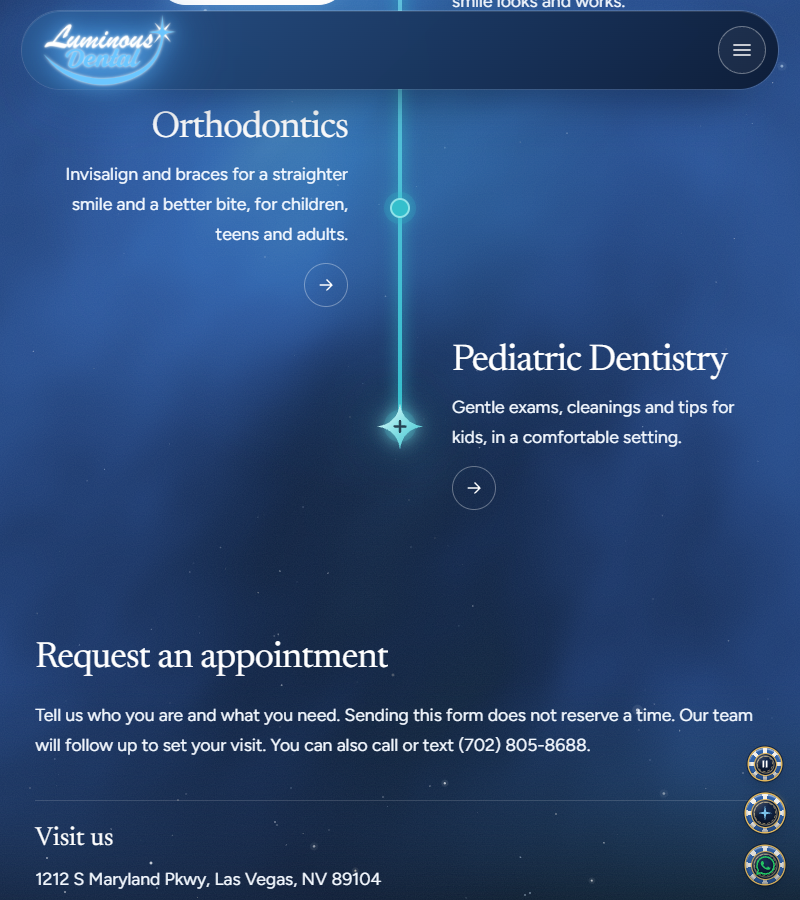 smile looks and works.
Luminous
Dental
Orthodontics
Invisalign and braces for a straighter
smile and a better bite, for children,
teens and adults.
Pediatric Dentistry
Gentle exams, cleanings and tips for
kids, in a comfortable setting.
Request an appointment
Tell us who you are and what you need. Sending this form does not reserve a time. Our team
will follow up to set your visit. You can also call or text (702) 805-8688.
Visit us
1212 S Maryland Pkwy, Las Vegas, NV 89104